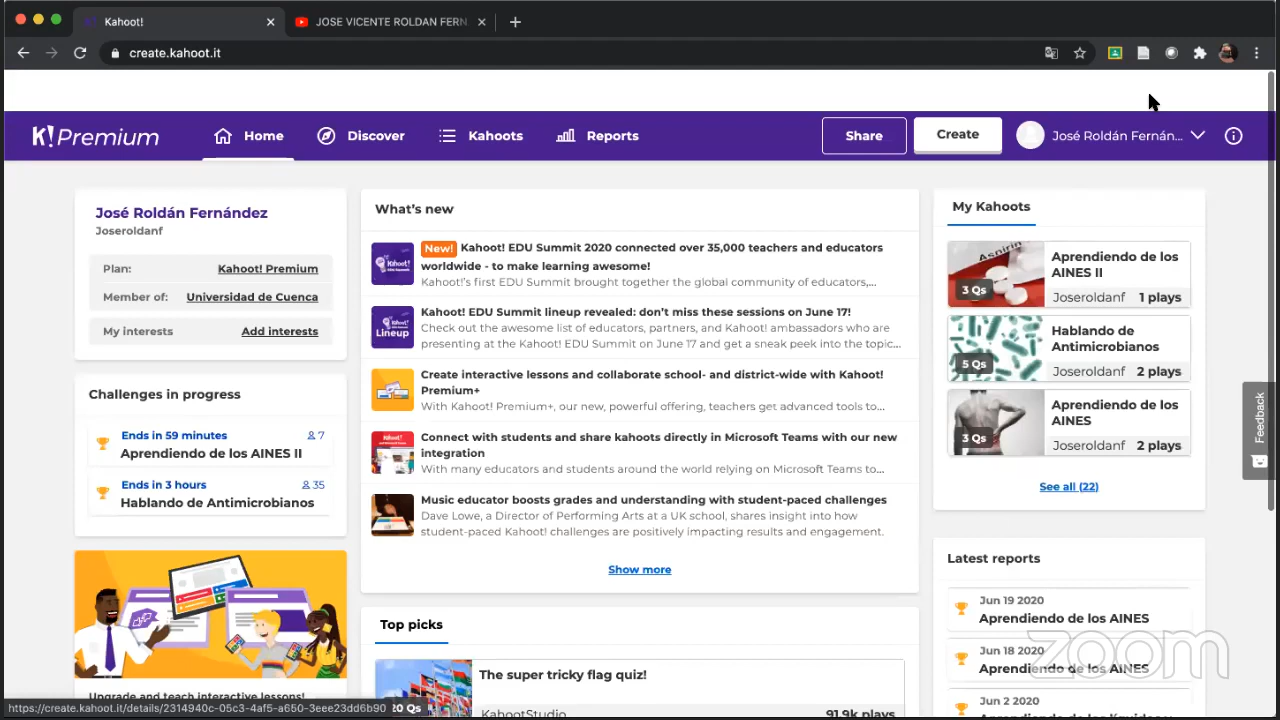 Kahoot!
JOSE VICENTE ROLDAN FERN
create.kahoot.it
K! Premium
Home
Discover
Kahoots
Reports
Share
Create
José Roldán Fernán...
José Roldán Fernández
Joseroldanf
Plan: Kahoot! Premium
Member of: Universidad de Cuenca
My interests Add interests
Challenges in progress
Ends in 59 minutes 7
Aprendiendo de los AINES II
Ends in 3 hours 35
Hablando de Antimicrobianos
Upgrade and teach interactive lessons!
What's new
New! Kahoot! EDU Summit 2020 connected over 35,000 teachers and educators
worldwide - to make learning awesome!
Kahoot!'s first EDU Summit brought together the global community of educators,...
Kahoot! EDU Summit lineup revealed: don't miss these sessions on June 17!
Check out the awesome list of educators, partners, and Kahoot! ambassadors who are
presenting at the Kahoot! EDU Summit on June 17 and get a sneak peek into the topic...
Create interactive lessons and collaborate school- and district-wide with Kahoot!
Premium+
With Kahoot! Premium+, our new, powerful offering, teachers get advanced tools to...
Connect with students and share kahoots directly in Microsoft Teams with our new
integration
With many educators and students around the world relying on Microsoft Teams to...
Music educator boosts grades and understanding with student-paced challenges
Dave Lowe, a Director of Performing Arts at a UK school, shares insight into how
student-paced Kahoot! challenges are positively impacting results and engagement.
Show more
Top picks
The super tricky flag quiz!
20 Qs
KahootStudio 91.9k plays
My Kahoots
Aprendiendo de los
AINES II
3 Qs
Joseroldanf 1 plays
Hablando de
Antimicrobianos
5 Qs
Joseroldanf 2 plays
Aprendiendo de los
AINES
3 Qs
Joseroldanf 2 plays
See all (22)
Latest reports
Jun 19 2020
Aprendiendo de los AINES
Jun 18 2020
Aprendiendo de los AINES
Jun 2 2020
Feedback
zoom